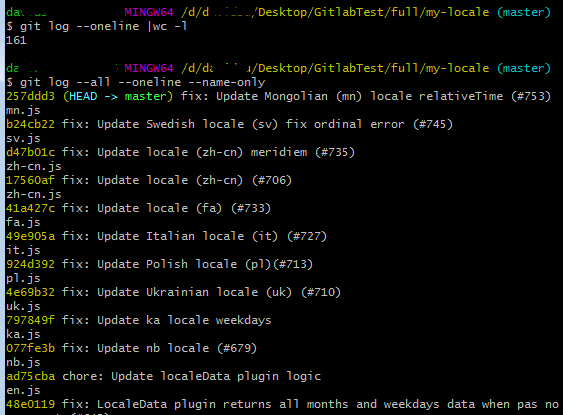 MINGW64 /d/d /Desktop/GitlabTest/full/my-locale (master)
$ git log --oneline |wc -l
161
MINGW64 /d/d /Desktop/GitlabTest/full/my-locale (master)
$ git log --all --oneline --name-only
257ddd3 (HEAD -> master) fix: Update Mongolian (mn) locale relativeTime (#753)
mn.js
b24cb22 fix: Update Swedish locale (sv) fix ordinal error (#745)
sv.js
d47b01c fix: Update locale (zh-cn) meridiem (#735)
zh-cn.js
17560af fix: Update locale (zh-cn) (#706)
zh-cn.js
41a427c fix: Update locale (fa) (#733)
fa.js
49e905a fix: Update Italian locale (it) (#727)
it.js
924d392 fix: Update Polish locale (pl)(#713)
pl.js
4e69b32 fix: Update Ukrainian locale (uk) (#710)
uk.js
797849f fix: Update ka locale weekdays
ka.js
077fe3b fix: Update nb locale (#679)
nb.js
ad75cba chore: Update localeData plugin logic
en.js
48e0119 fix: LocaleData plugin returns all months and weekdays data when pas no